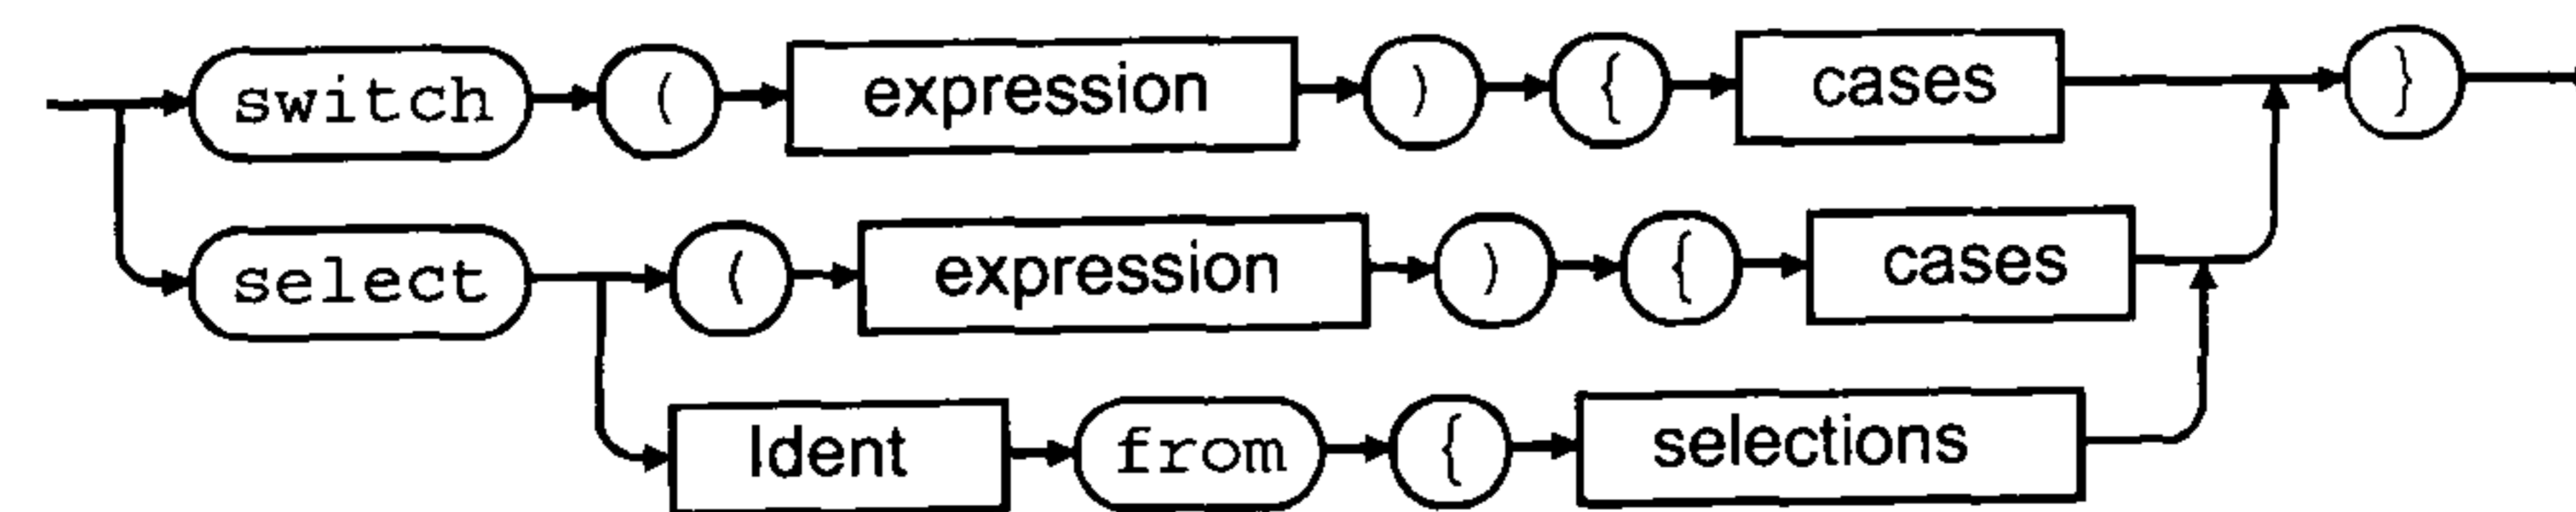 switch ( expression ) { cases }
select ( expression ) { cases
Ident from { selections